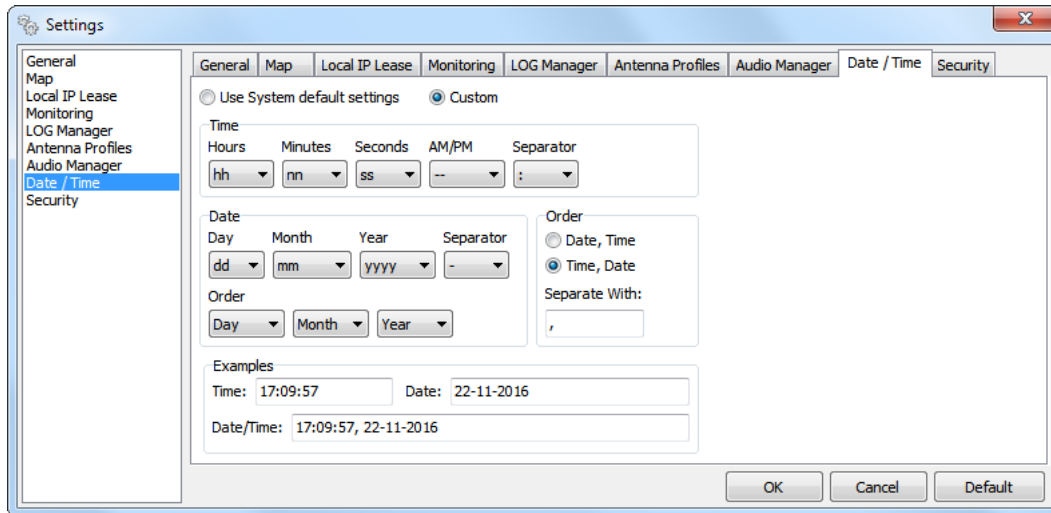 Settings
General
Map
Local IP Lease
Monitoring
LOG Manager
Antenna Profiles
Audio Manager
Date / Time
Security
General Map Local IP Lease Monitoring LOG Manager Antenna Profiles Audio Manager Date / Time Security
Use System default settings Custom
Time
Hours Minutes Seconds AM/PM Separator
hh nn ss -- :
Date
Day Month Year Separator
dd mm yyyy -
Order
Day Month Year
Order
Date, Time
Time, Date
Separate With:
,
Examples
Time: 17:09:57 Date: 22-11-2016
Date/Time: 17:09:57, 22-11-2016
OK Cancel Default